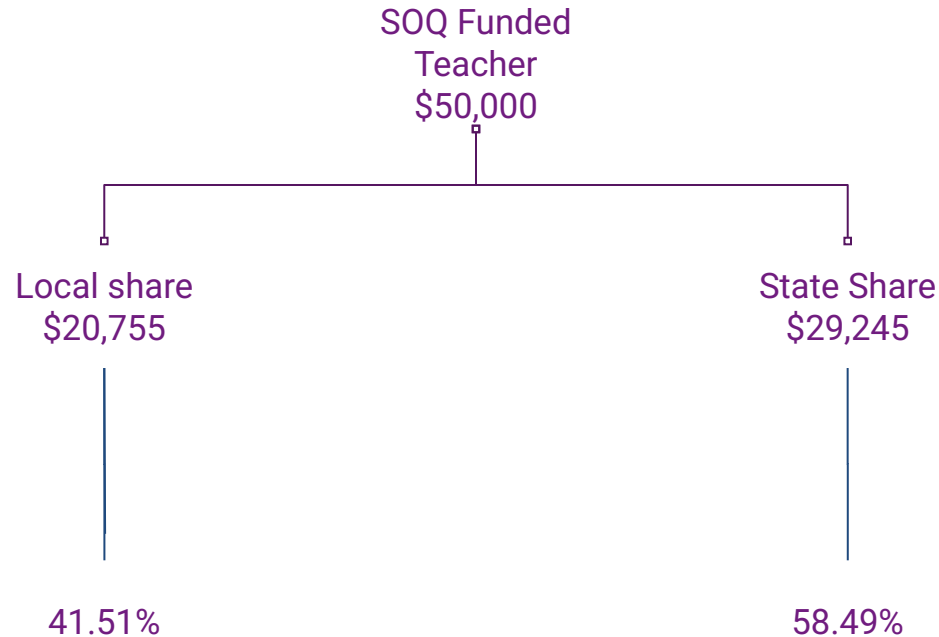 SOQ Funded
Teacher
$50,000
Local share
$20,755
State Share
$29,245
41.51%
58.49%